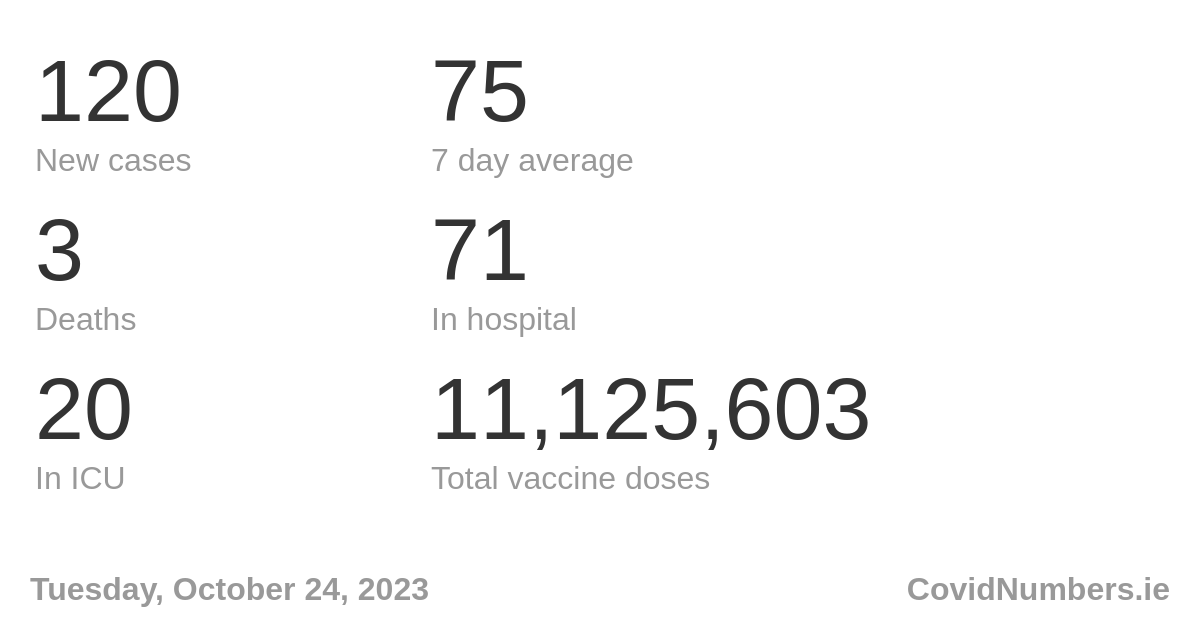 120
75
New cases
7 day average
3
71
Deaths
In hospital
20
11,125,603
In ICU
Total vaccine doses
Tuesday, October 24, 2023
CovidNumbers.ie